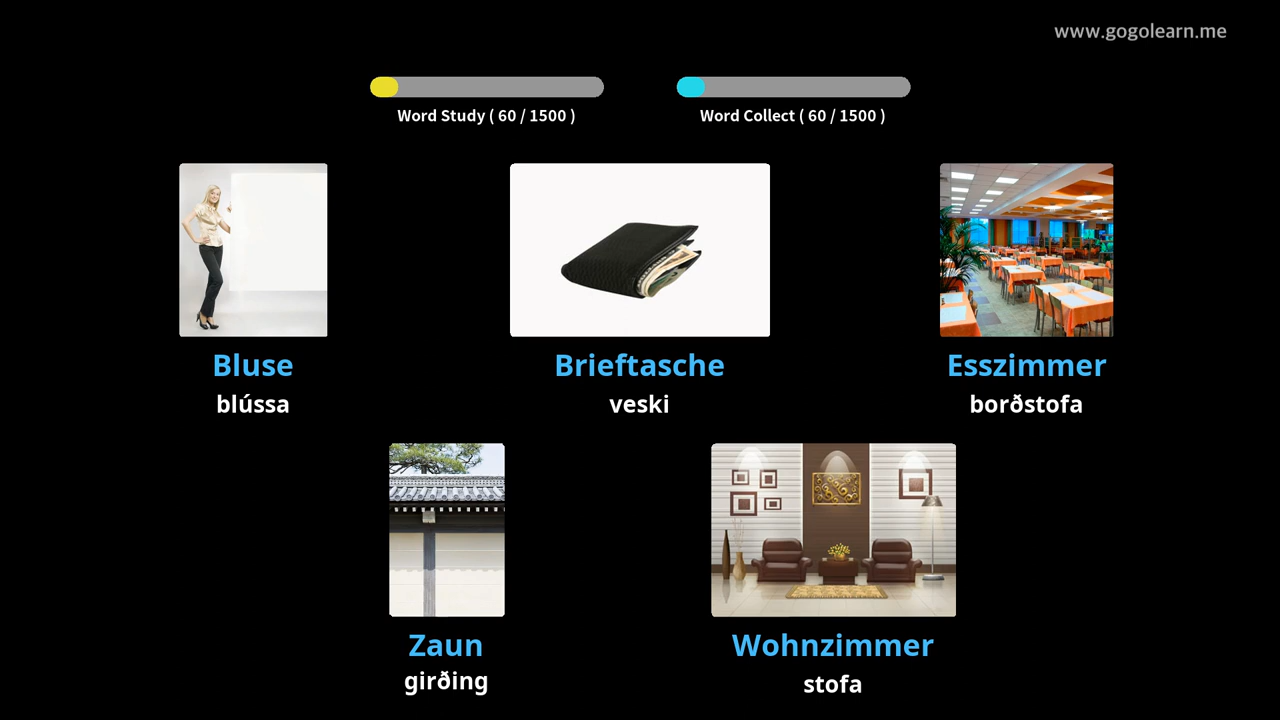 www.gogolearn.me
Word Study ( 60 / 1500 )
Word Collect ( 60 / 1500 )
Bluse
blússa
Brieftasche
veski
Esszimmer
borðstofa
Zaun
girðing
Wohnzimmer
stofa